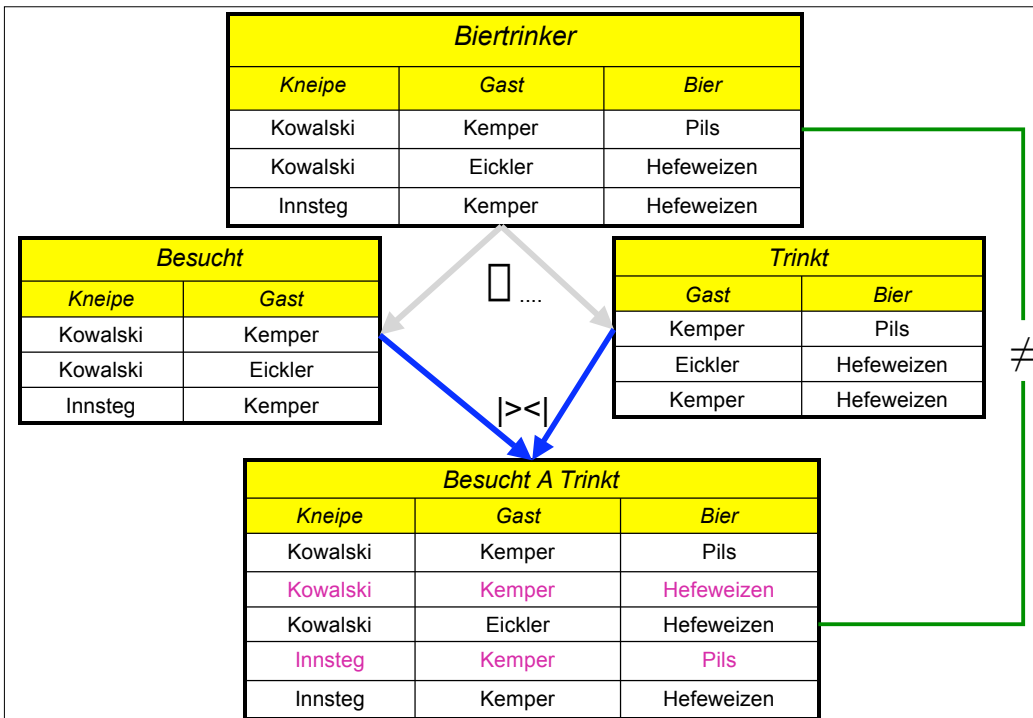 Biertrinker
Kneipe Gast Bier
Kowalski Kemper Pils
Kowalski Eickler Hefeweizen
Innsteg Kemper Hefeweizen
Besucht
Kneipe Gast
Kowalski Kemper
Kowalski Eickler
Innsteg Kemper
....
Trinkt
Gast Bier
Kemper Pils
Eickler Hefeweizen
Kemper Hefeweizen
≠
|><|
Besucht A Trinkt
Kneipe Gast Bier
Kowalski Kemper Pils
Kowalski Kemper Hefeweizen
Kowalski Eickler Hefeweizen
Innsteg Kemper Pils
Innsteg Kemper Hefeweizen